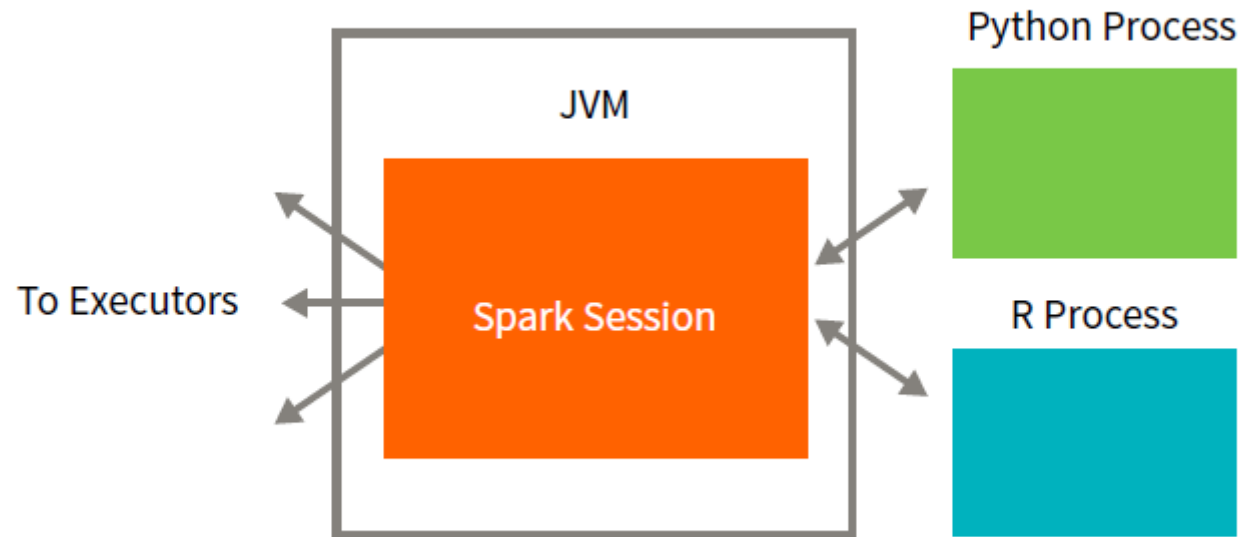 Python Process
JVM
To Executors
Spark Session
R Process